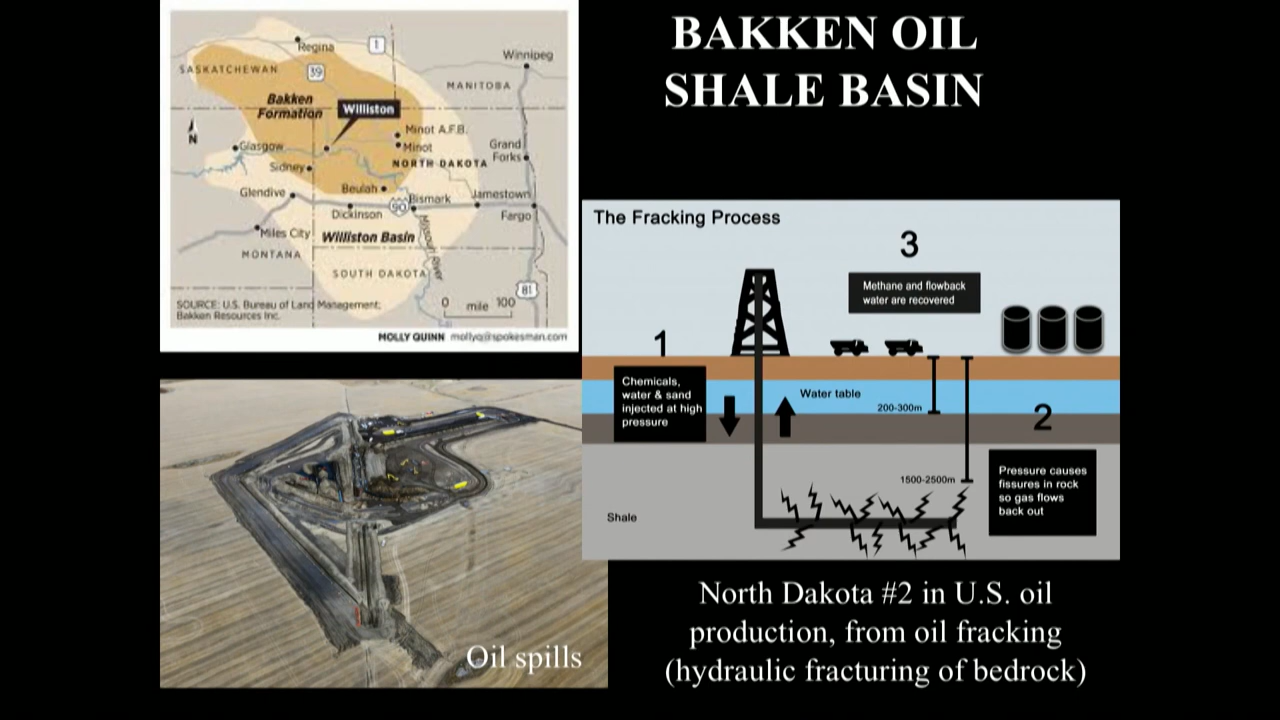 BAKKEN OIL
SHALE BASIN
Regina
1
Winnipeg
SASKATCHEWAN
39
MANITOBA
Bakken
Formation
Williston
N
Minot A.F.B.
Glasgow
Minot
Grand
Forks
NORTH DAKOTA
Sidney
Glendive
Beulah
Bismark
Jamestown
90
Dickinson
Fargo
Miles City
Williston Basin
Missouri River
MONTANA
SOUTH DAKOTA
81
0 mile 100
SOURCE: U.S. Bureau of Land Management;
Bakken Resources Inc.
MOLLY QUINN mollyq@spokesman.com
The Fracking Process
3
Methane and flowback
water are recovered
1
Chemicals,
water & sand
injected at high
pressure
Water table
200-300m
2
1500-2500m
Pressure causes
fissures in rock
so gas flows
back out
Shale
Oil spills
North Dakota #2 in U.S. oil
production, from oil fracking
(hydraulic fracturing of bedrock)